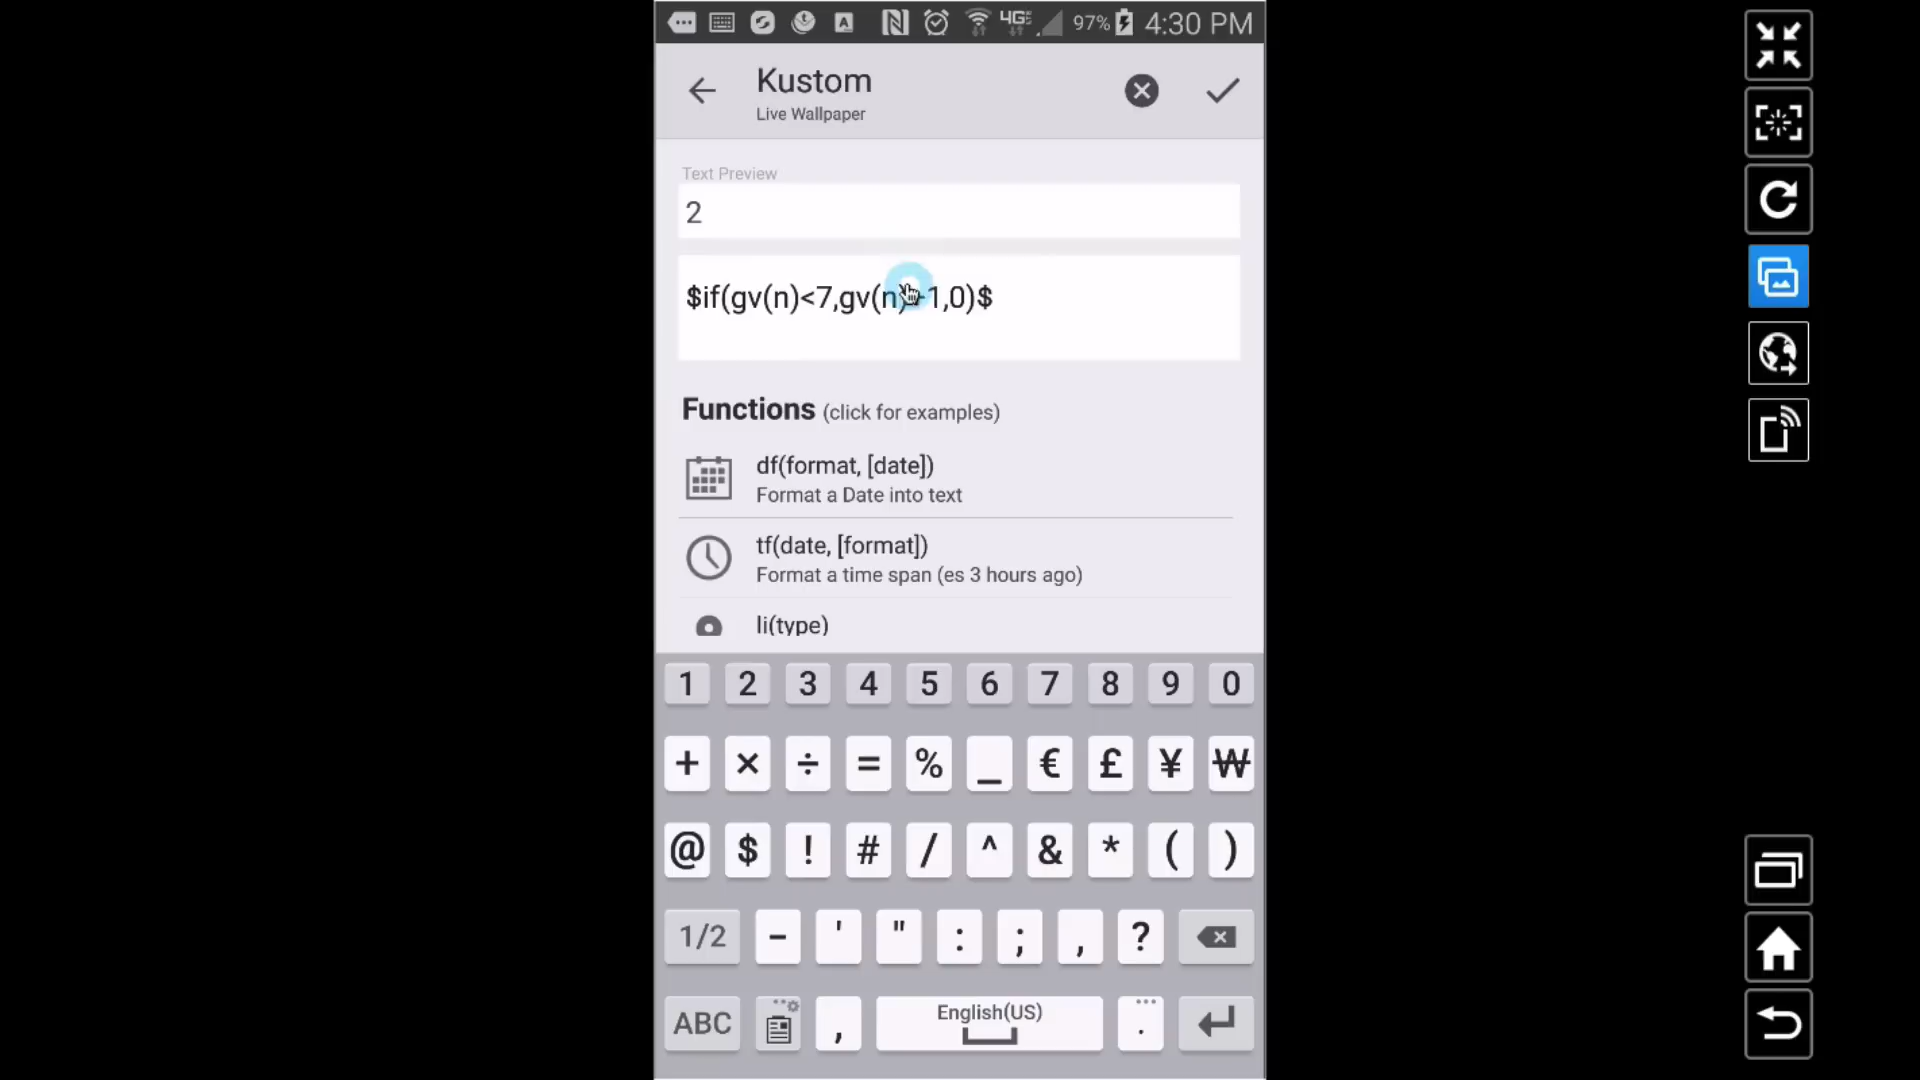 97% 4:30 PM
Kustom
Live Wallpaper
Text Preview
2
$if(gv(n)<7,gv(n)+1,0)$
Functions (click for examples)
df(format, [date])
Format a Date into text
tf(date, [format])
Format a time span (es 3 hours ago)
li(type)
1 2 3 4 5 6 7 8 9 0
+ × ÷ = % _ € £ ¥ ₩
@ $ ! # / ^ & * ( )
1/2 - ' " : ; , ?
ABC , English(US) .